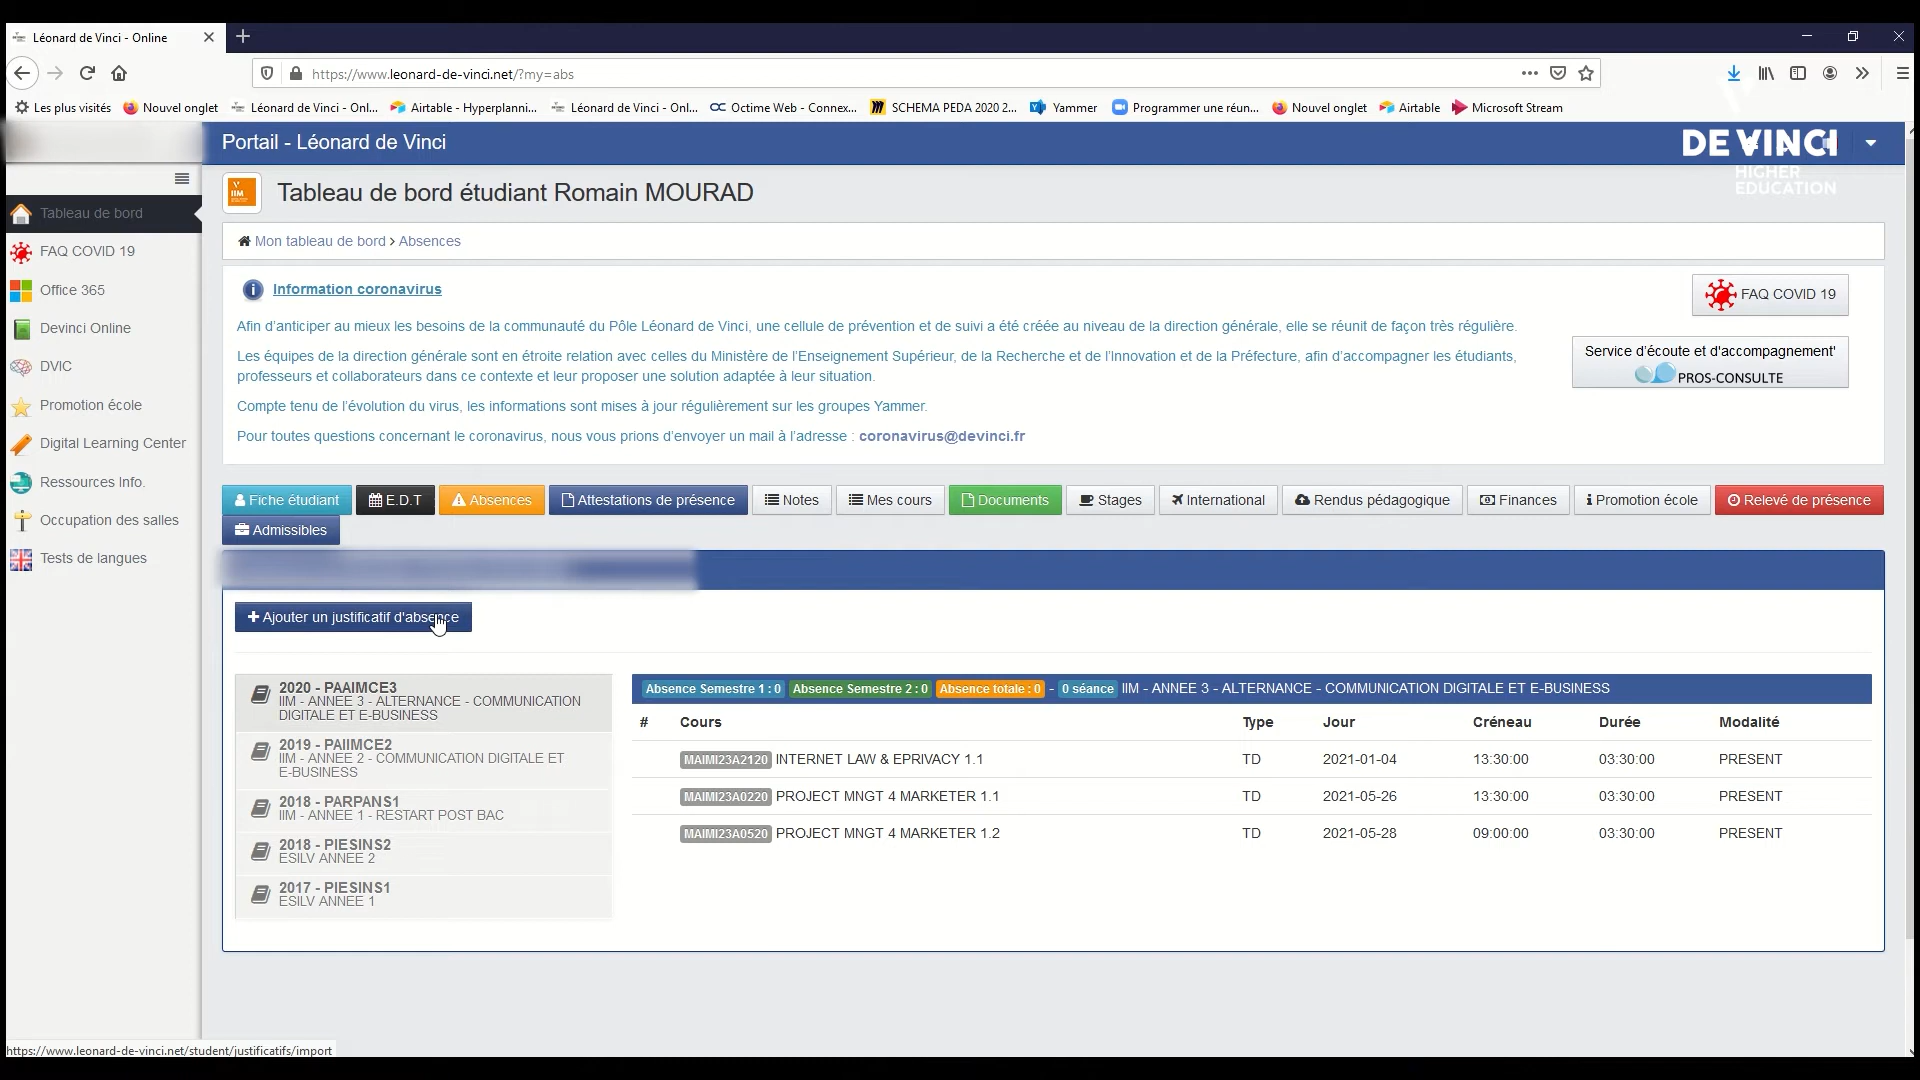 Léonard de Vinci - Online
https://www.leonard-de-vinci.net/?my=abs
Les plus visités
Nouvel onglet
Léonard de Vinci - Onl...
Airtable - Hyperplanni...
Léonard de Vinci - Onl...
Octime Web - Connex...
SCHEMA PEDA 2020 2...
Yammer
Programmer une réun...
Nouvel onglet
Airtable
Microsoft Stream
Portail - Léonard de Vinci
DE VINCI
HIGHER
EDUCATION
Tableau de bord
FAQ COVID 19
Office 365
Devinci Online
DVIC
Promotion école
Digital Learning Center
Ressources Info.
Occupation des salles
Tests de langues
IIM
Tableau de bord étudiant Romain MOURAD
Mon tableau de bord > Absences
Information coronavirus
Afin d'anticiper au mieux les besoins de la communauté du Pôle Léonard de Vinci, une cellule de prévention et de suivi a été créée au niveau de la direction générale, elle se réunit de façon très régulière.
Les équipes de la direction générale sont en étroite relation avec celles du Ministère de l'Enseignement Supérieur, de la Recherche et de l'Innovation et de la Préfecture, afin d'accompagner les étudiants,
professeurs et collaborateurs dans ce contexte et leur proposer une solution adaptée à leur situation.
Compte tenu de l'évolution du virus, les informations sont mises à jour régulièrement sur les groupes Yammer.
Pour toutes questions concernant le coronavirus, nous vous prions d'envoyer un mail à l'adresse : coronavirus@devinci.fr
FAQ COVID 19
Service d'écoute et d'accompagnement'
PROS-CONSULTE
Fiche étudiant
E.D.T
Absences
Attestations de présence
Notes
Mes cours
Documents
Stages
International
Rendus pédagogique
Finances
Promotion école
Relevé de présence
Admissibles
+ Ajouter un justificatif d'absence
2020 - PAAIMCE3
IIM - ANNEE 3 - ALTERNANCE - COMMUNICATION
DIGITALE ET E-BUSINESS
2019 - PAIIMCE2
IIM - ANNEE 2 - COMMUNICATION DIGITALE ET
E-BUSINESS
2018 - PARPANS1
IIM - ANNEE 1 - RESTART POST BAC
2018 - PIESINS2
ESILV ANNEE 2
2017 - PIESINS1
ESILV ANNEE 1
Absence Semestre 1 : 0 Absence Semestre 2 : 0 Absence totale : 0 - 0 séance IIM - ANNEE 3 - ALTERNANCE - COMMUNICATION DIGITALE ET E-BUSINESS
# Cours Type Jour Créneau Durée Modalité
MAIMI23A2120 INTERNET LAW & EPRIVACY 1.1 TD 2021-01-04 13:30:00 03:30:00 PRESENT
MAIMI23A0220 PROJECT MNGT 4 MARKETER 1.1 TD 2021-05-26 13:30:00 03:30:00 PRESENT
MAIMI23A0520 PROJECT MNGT 4 MARKETER 1.2 TD 2021-05-28 09:00:00 03:30:00 PRESENT
https://www.leonard-de-vinci.net/student/justificatifs/import